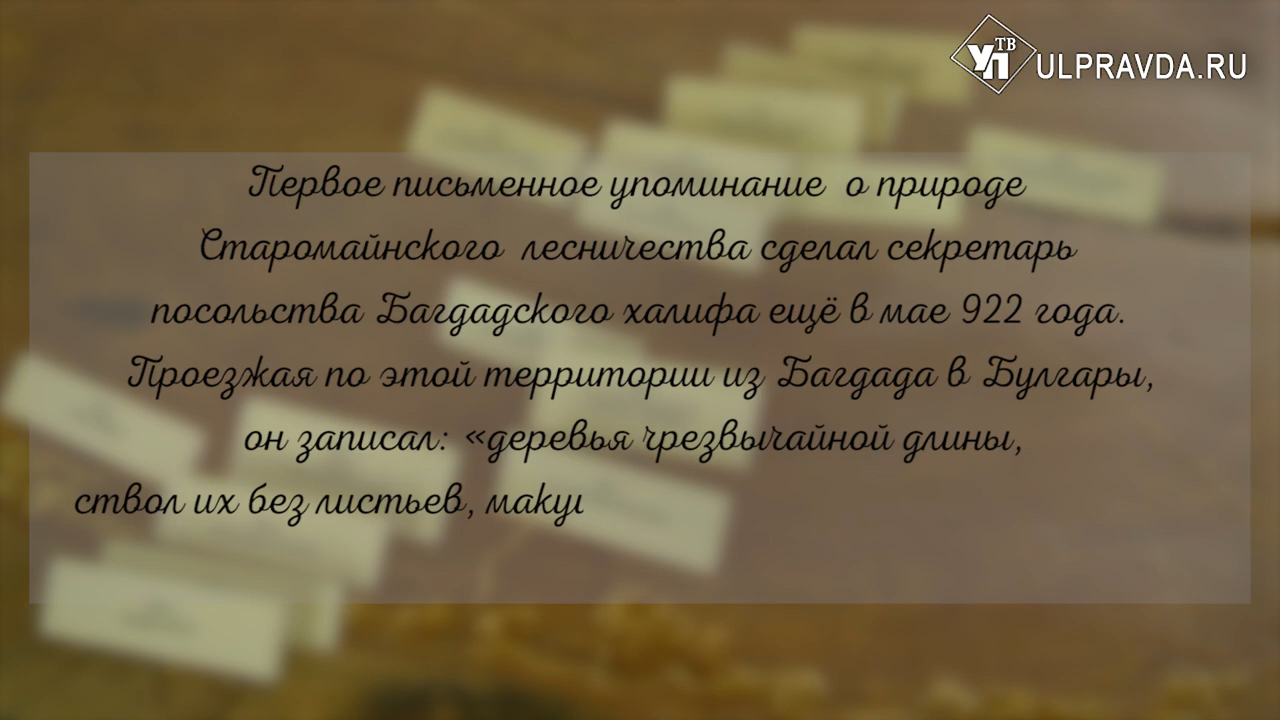 УП ТВ ULPRAVDA.RU
Первое письменное упоминание о природе
Старомайнского лесничества сделал секретарь
посольства Багдадского халифа ещё в мае 922 года.
Проезжая по этой территории из Багдада в Булгары,
он записал: «деревья чрезвычайной длины,
ствол их без листьев,